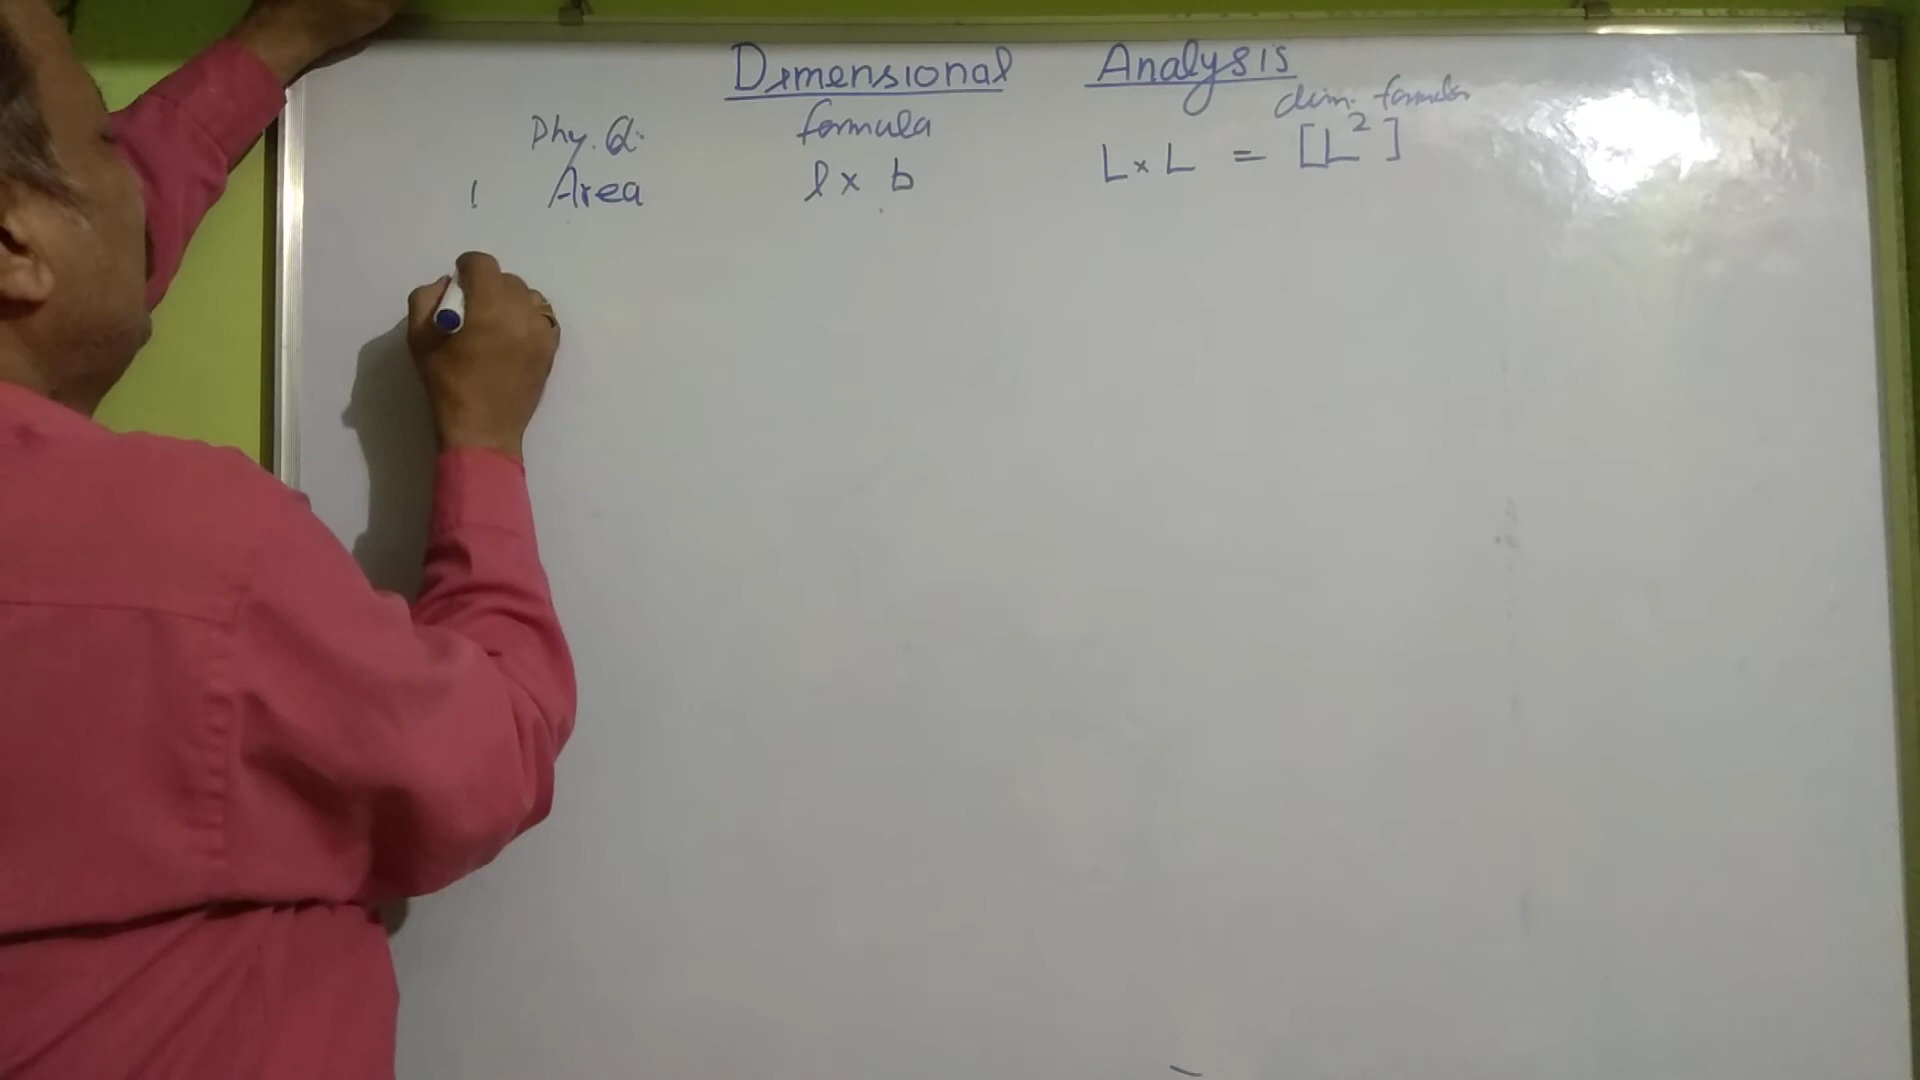 Dimensional Analysis
Phy. Q. formula dim. formula
1 Area l x b L x L = [L²]